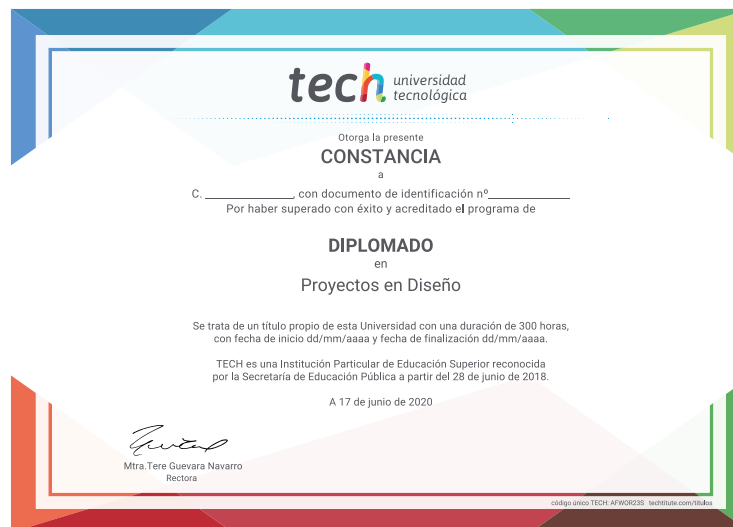 tech universidad
tecnológica
Otorga la presente
CONSTANCIA
a
C. ______________, con documento de identificación nº______________
Por haber superado con éxito y acreditado el programa de
DIPLOMADO
en
Proyectos en Diseño
Se trata de un título propio de esta Universidad con una duración de 300 horas,
con fecha de inicio dd/mm/aaaa y fecha de finalización dd/mm/aaaa.
TECH es una Institución Particular de Educación Superior reconocida
por la Secretaría de Educación Pública a partir del 28 de junio de 2018.
A 17 de junio de 2020
Mtra.Tere Guevara Navarro
Rectora
código único TECH: AFWOR23S techtitute.com/titulos